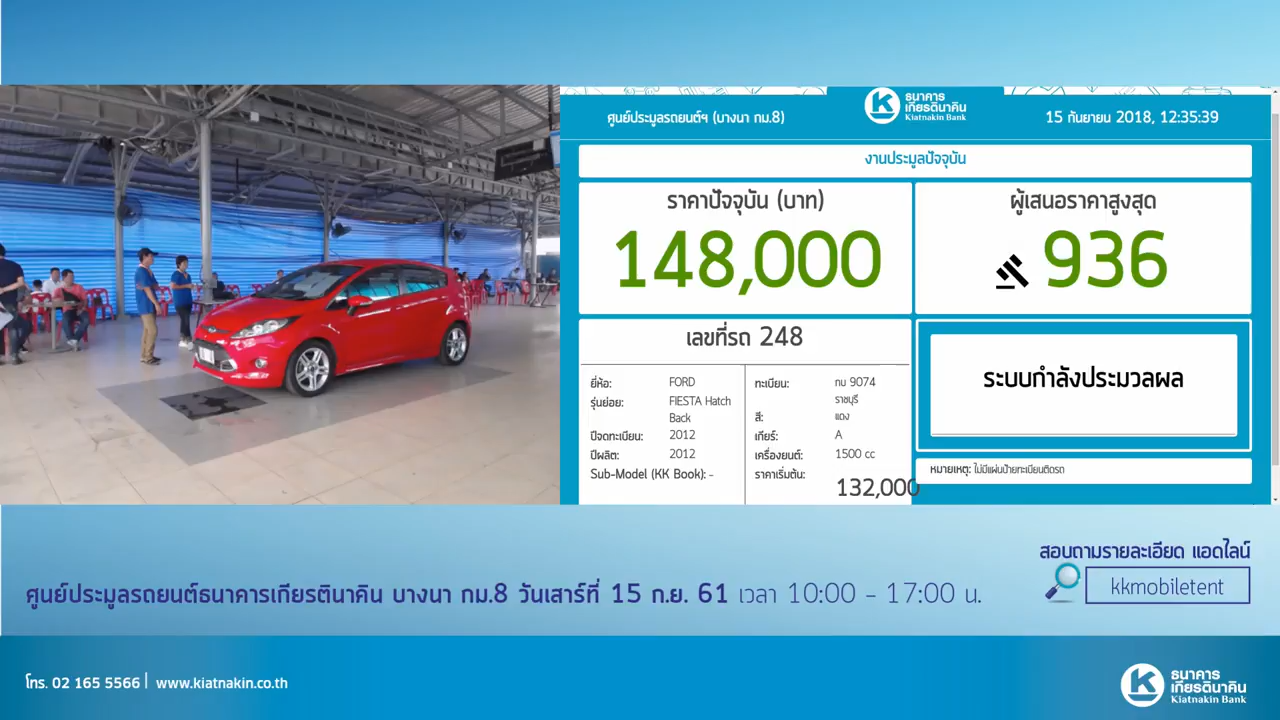 ศูนย์ประมูลรถยนต์ฯ (บางนา กม.8)
ธนาคาร
เกียรตินาคิน
Kiatnakin Bank
15 กันยายน 2018, 12:35:39
งานประมูลปัจจุบัน
ราคาปัจจุบัน (บาท)
148,000
ผู้เสนอราคาสูงสุด
936
เลขที่รถ 248
ยี่ห้อ: FORD
รุ่นย่อย: FIESTA Hatch
Back
ปีจดทะเบียน: 2012
ปีผลิต: 2012
Sub-Model (KK Book): -
ทะเบียน: กบ 9074
ราชบุรี
สี: แดง
เกียร์: A
เครื่องยนต์: 1500 cc
ราคาเริ่มต้น:
132,000
ระบบกำลังประมวลผล
หมายเหตุ: ไม่มีแผ่นป้ายทะเบียนติดรถ
สอบถามรายละเอียด แอดไลน์
kkmobiletent
ศูนย์ประมูลรถยนต์ธนาคารเกียรตินาคิน บางนา กม.8 วันเสาร์ที่ 15 ก.ย. 61 เวลา 10:00 - 17:00 น.
โทร. 02 165 5566 | www.kiatnakin.co.th
ธนาคาร
เกียรตินาคิน
Kiatnakin Bank